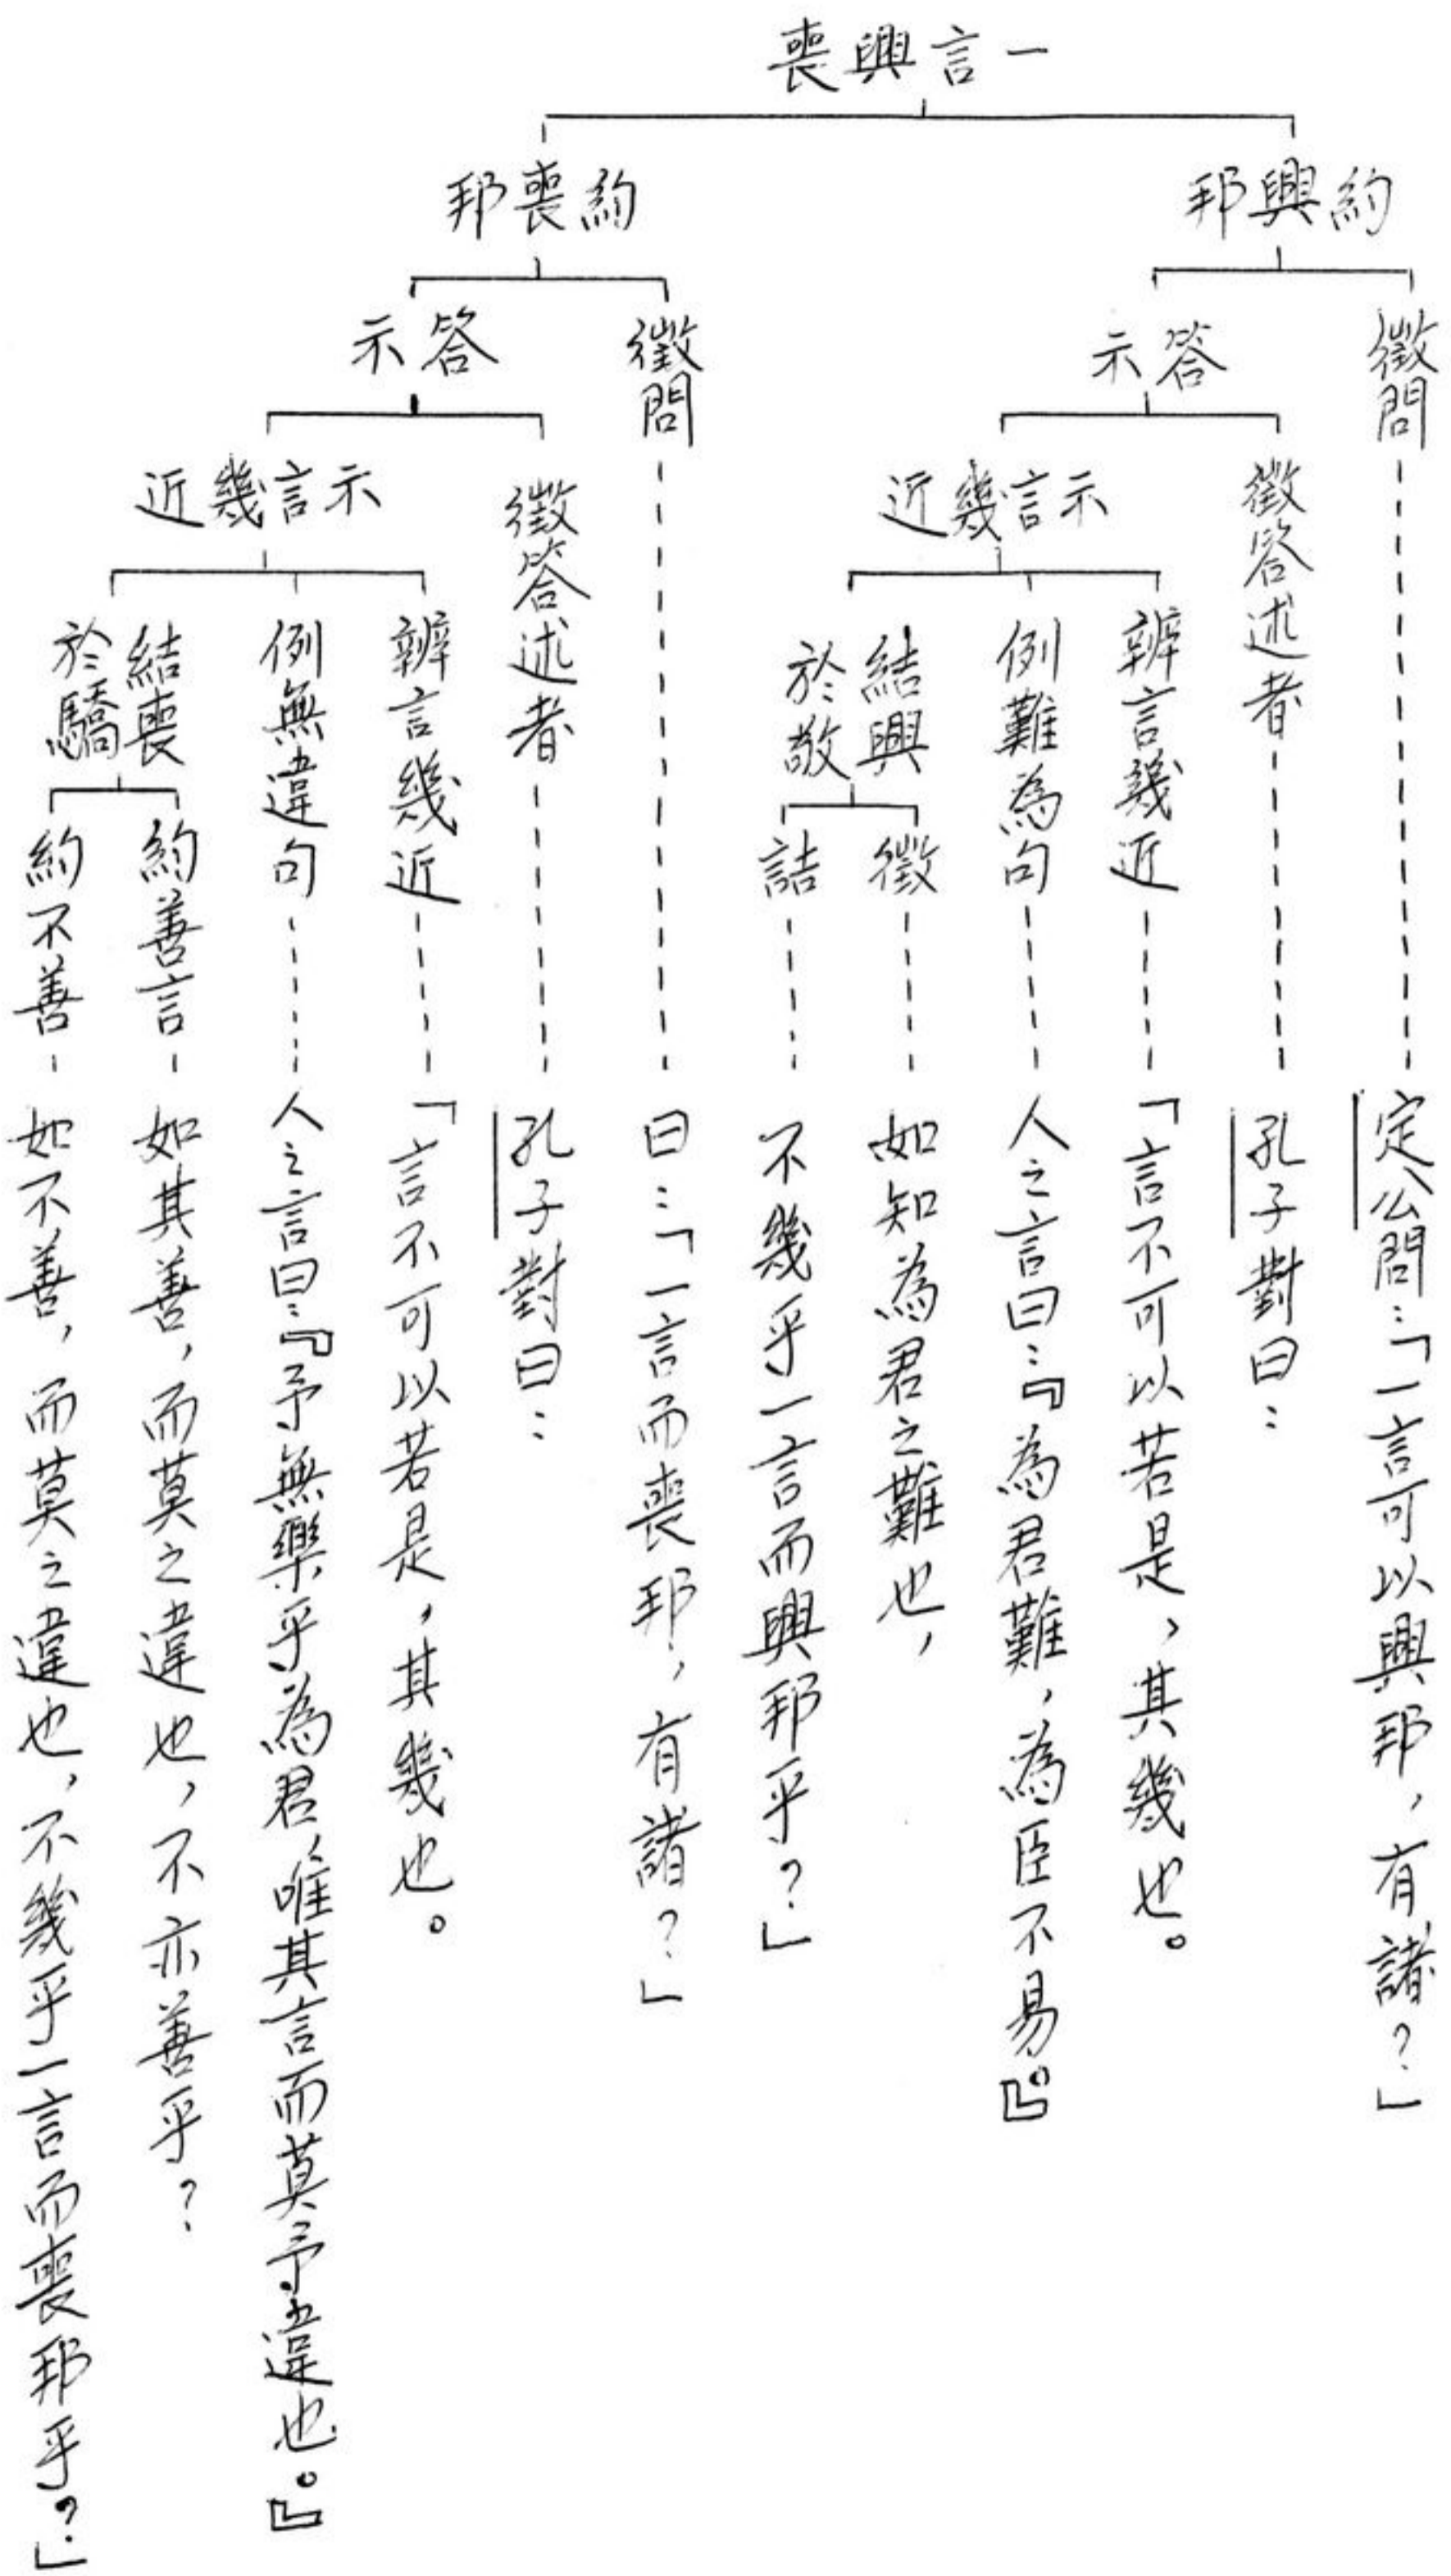 一言興喪
約興邦
約喪邦
徵問
答示
徵問
答示
徵答述者
示言幾近
徵答述者
示言幾近
辨言幾近
例難為句
結興
於敬
辨言幾近
例無違句
結喪
於驕
徵
詰
約善言
約不善
定公問：「一言可以興邦，有諸？」
孔子對曰：
「言不可以若是，其幾也。
人之言曰：『為君難，為臣不易。』
如知為君之難也，
不幾乎一言而興邦乎？」
曰：「一言而喪邦，有諸？」
孔子對曰：
「言不可以若是，其幾也。
人之言曰：『予無樂乎為君，唯其言而莫予違也。』
如其善，而莫之違也，不亦善乎？
如不善，而莫之違也，不幾乎一言而喪邦乎？」